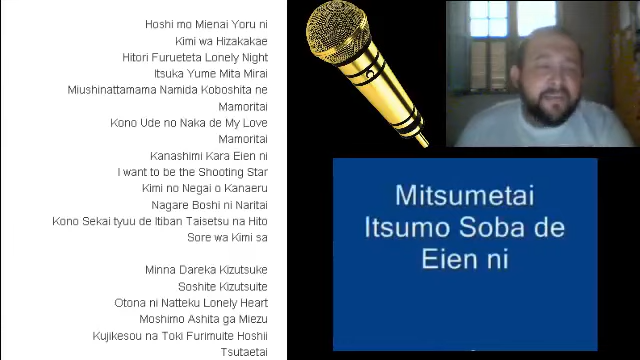 Hoshi mo Mienai Yoru ni
Kimi wa Hizakakae
Hitori Furueteta Lonely Night
Itsuka Yume Mita Mirai
Miushinattamama Namida Koboshita ne
Mamoritai
Kono Ude no Naka de My Love
Mamoritai
Kanashimi Kara Eien ni
I want to be the Shooting Star
Kimi no Negai o Kanaeru
Nagare Boshi ni Naritai
Kono Sekai tyuu de Itiban Taisetsu na Hito
Sore wa Kimi sa
Minna Dareka Kizutsuke
Soshite Kizutsuite
Otona ni Natteku Lonely Heart
Moshimo Ashita ga Miezu
Kujikesou na Toki Furimuite Hoshii
Tsutaetai
Mitsumetai
Itsumo Soba de
Eien ni